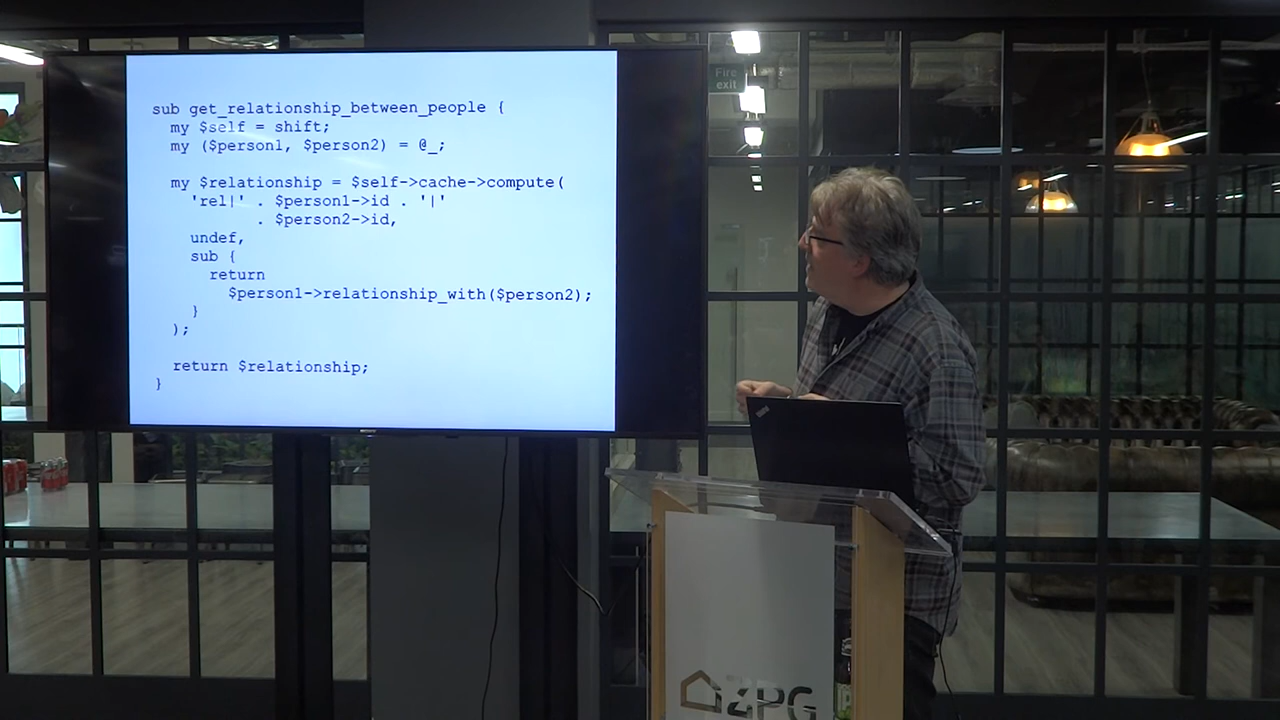 sub get_relationship_between_people {
my $self = shift;
my ($person1, $person2) = @_;
my $relationship = $self->cache->compute(
'rel|' . $person1->id . '|'
. $person2->id,
undef,
sub {
return
$person1->relationship_with($person2);
}
);
return $relationship;
}
Fire
exit
ZPG